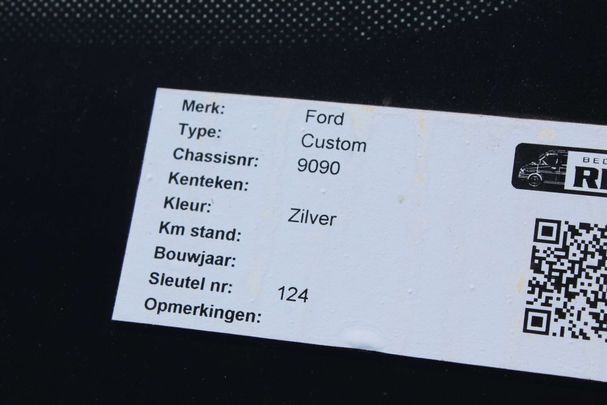 Merk: Ford
Type: Custom
Chassisnr: 9090
Kenteken:
Kleur: Zilver
Km stand:
Bouwjaar:
Sleutel nr: 124
Opmerkingen: